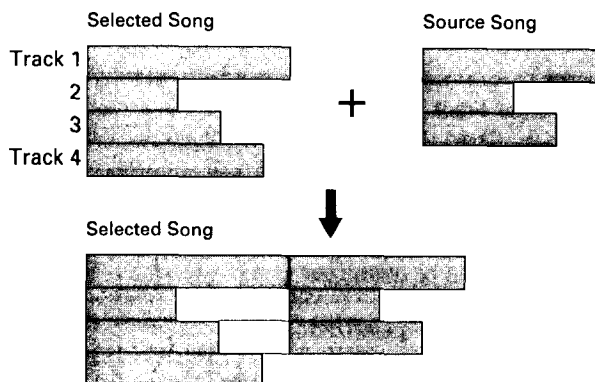 Selected Song
Source Song
Track 1
2
+
3
Track 4
Selected Song